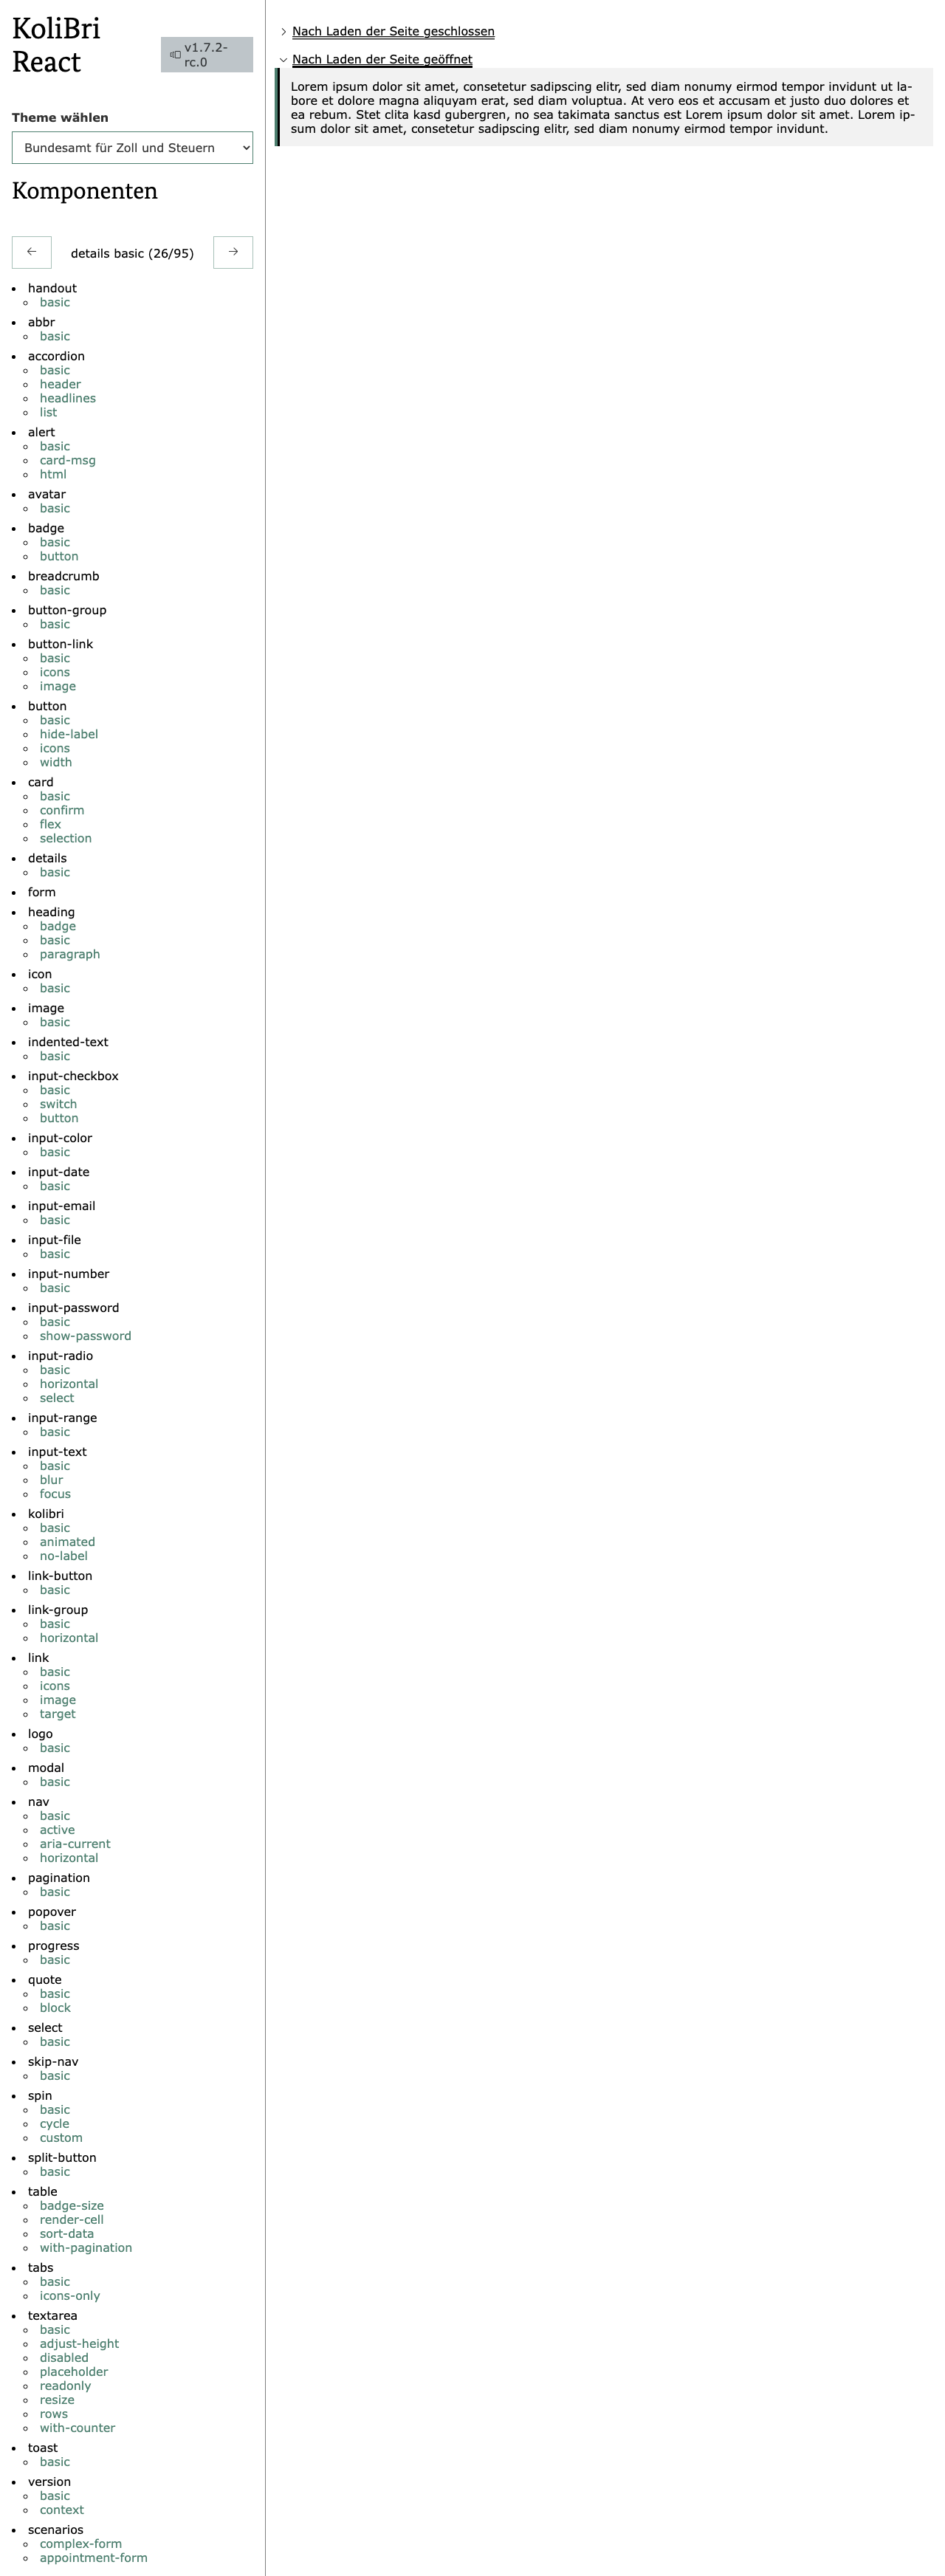 KoliBri
React
v1.7.2-
rc.0
Theme wählen
Bundesamt für Zoll und Steuern
Komponenten
details basic (26/95)
handout
basic
abbr
basic
accordion
basic
header
headlines
list
alert
basic
card-msg
html
avatar
basic
badge
basic
button
breadcrumb
basic
button-group
basic
button-link
basic
icons
image
button
basic
hide-label
icons
width
card
basic
confirm
flex
selection
details
basic
form
heading
badge
basic
paragraph
icon
basic
image
basic
indented-text
basic
input-checkbox
basic
switch
button
input-color
basic
input-date
basic
input-email
basic
input-file
basic
input-number
basic
input-password
basic
show-password
input-radio
basic
horizontal
select
input-range
basic
input-text
basic
blur
focus
kolibri
basic
animated
no-label
link-button
basic
link-group
basic
horizontal
link
basic
icons
image
target
logo
basic
modal
basic
nav
basic
active
aria-current
horizontal
pagination
basic
popover
basic
progress
basic
quote
basic
block
select
basic
skip-nav
basic
spin
basic
cycle
custom
split-button
basic
table
badge-size
render-cell
sort-data
with-pagination
tabs
basic
icons-only
textarea
basic
adjust-height
disabled
placeholder
readonly
resize
rows
with-counter
toast
basic
version
basic
context
scenarios
complex-form
appointment-form
Nach Laden der Seite geschlossen
Nach Laden der Seite geöffnet
Lorem ipsum dolor sit amet, consetetur sadipscing elitr, sed diam nonumy eirmod tempor invidunt ut la-
bore et dolore magna aliquyam erat, sed diam voluptua. At vero eos et accusam et justo duo dolores et
ea rebum. Stet clita kasd gubergren, no sea takimata sanctus est Lorem ipsum dolor sit amet. Lorem ip-
sum dolor sit amet, consetetur sadipscing elitr, sed diam nonumy eirmod tempor invidunt.